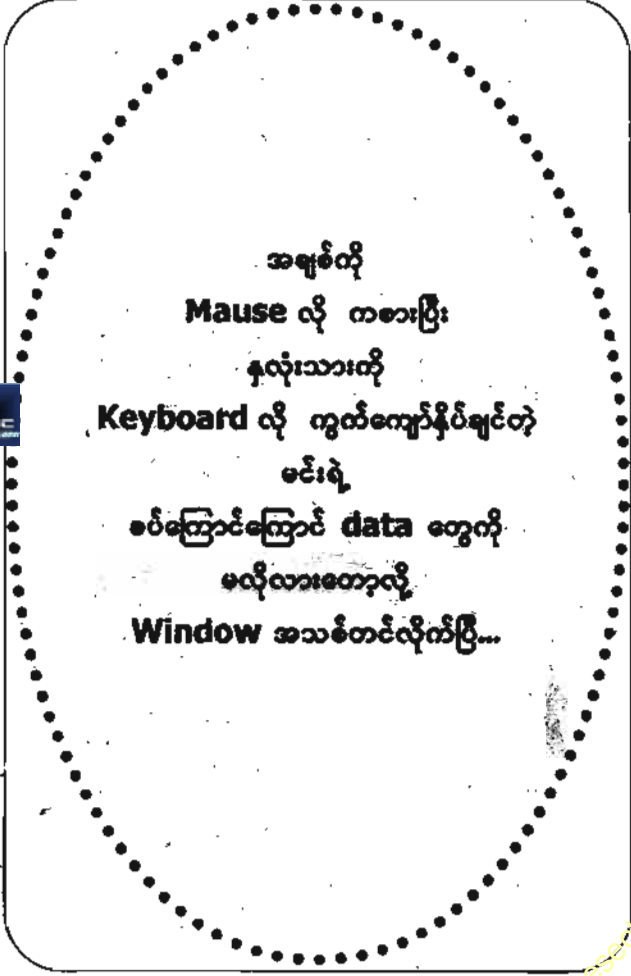 အချစ်ကို
Mause လို ကစားပြီး
နှလုံးသားကို
Keyboard လို ကွက်ကျော်နှိပ်ချင်တဲ့
မင်းရဲ့
စပ်ကြောင်ကြောင် data တွေကို
မလိုလားတော့လို့
Window အသစ်တင်လိုက်ပြီ...